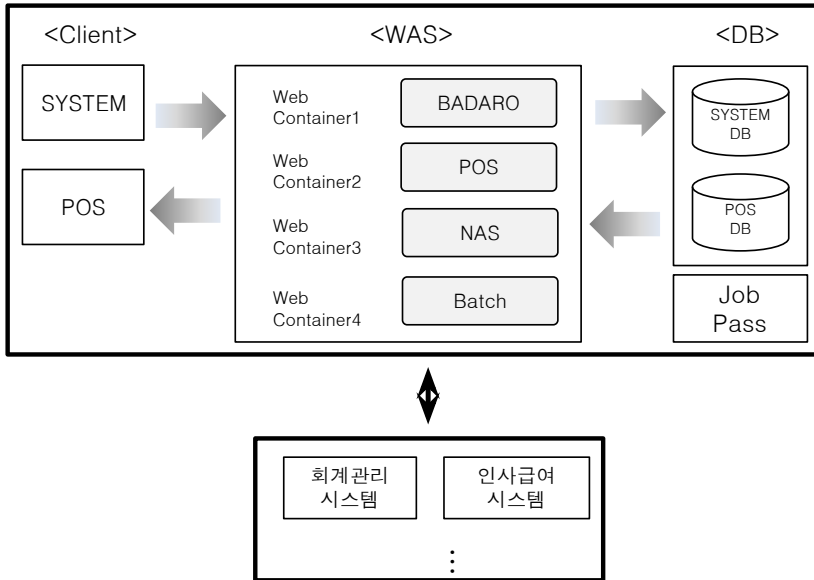 <Client>
<WAS>
<DB>
SYSTEM
POS
Web
Container1
BADARO
Web
Container2
POS
Web
Container3
NAS
Web
Container4
Batch
SYSTEM
DB
POS
DB
Job
Pass
회계관리
시스템
인사급여
시스템
⋮